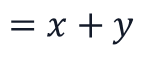 = x + y